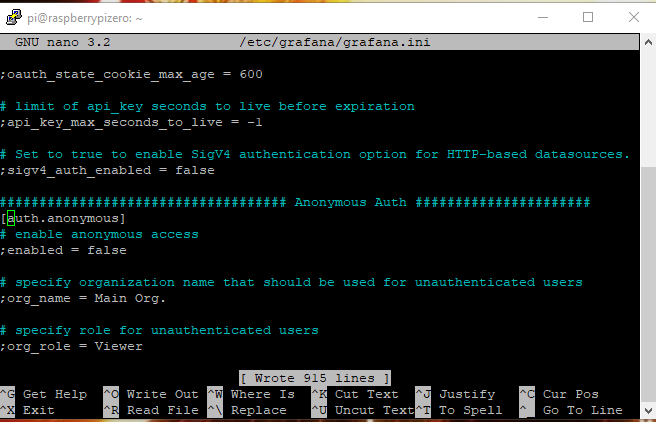 pi@raspberrypizero: ~
GNU nano 3.2 /etc/grafana/grafana.ini
;oauth_state_cookie_max_age = 600
# limit of api_key seconds to live before expiration
;api_key_max_seconds_to_live = -1
# Set to true to enable SigV4 authentication option for HTTP-based datasources.
;sigv4_auth_enabled = false
#################################### Anonymous Auth ######################
[auth.anonymous]
# enable anonymous access
;enabled = false
# specify organization name that should be used for unauthenticated users
;org_name = Main Org.
# specify role for unauthenticated users
;org_role = Viewer
[ Wrote 915 lines ]
^G Get Help ^O Write Out ^W Where Is ^K Cut Text ^J Justify ^C Cur Pos
^X Exit ^R Read File ^\ Replace ^U Uncut Text ^T To Spell ^_ Go To Line